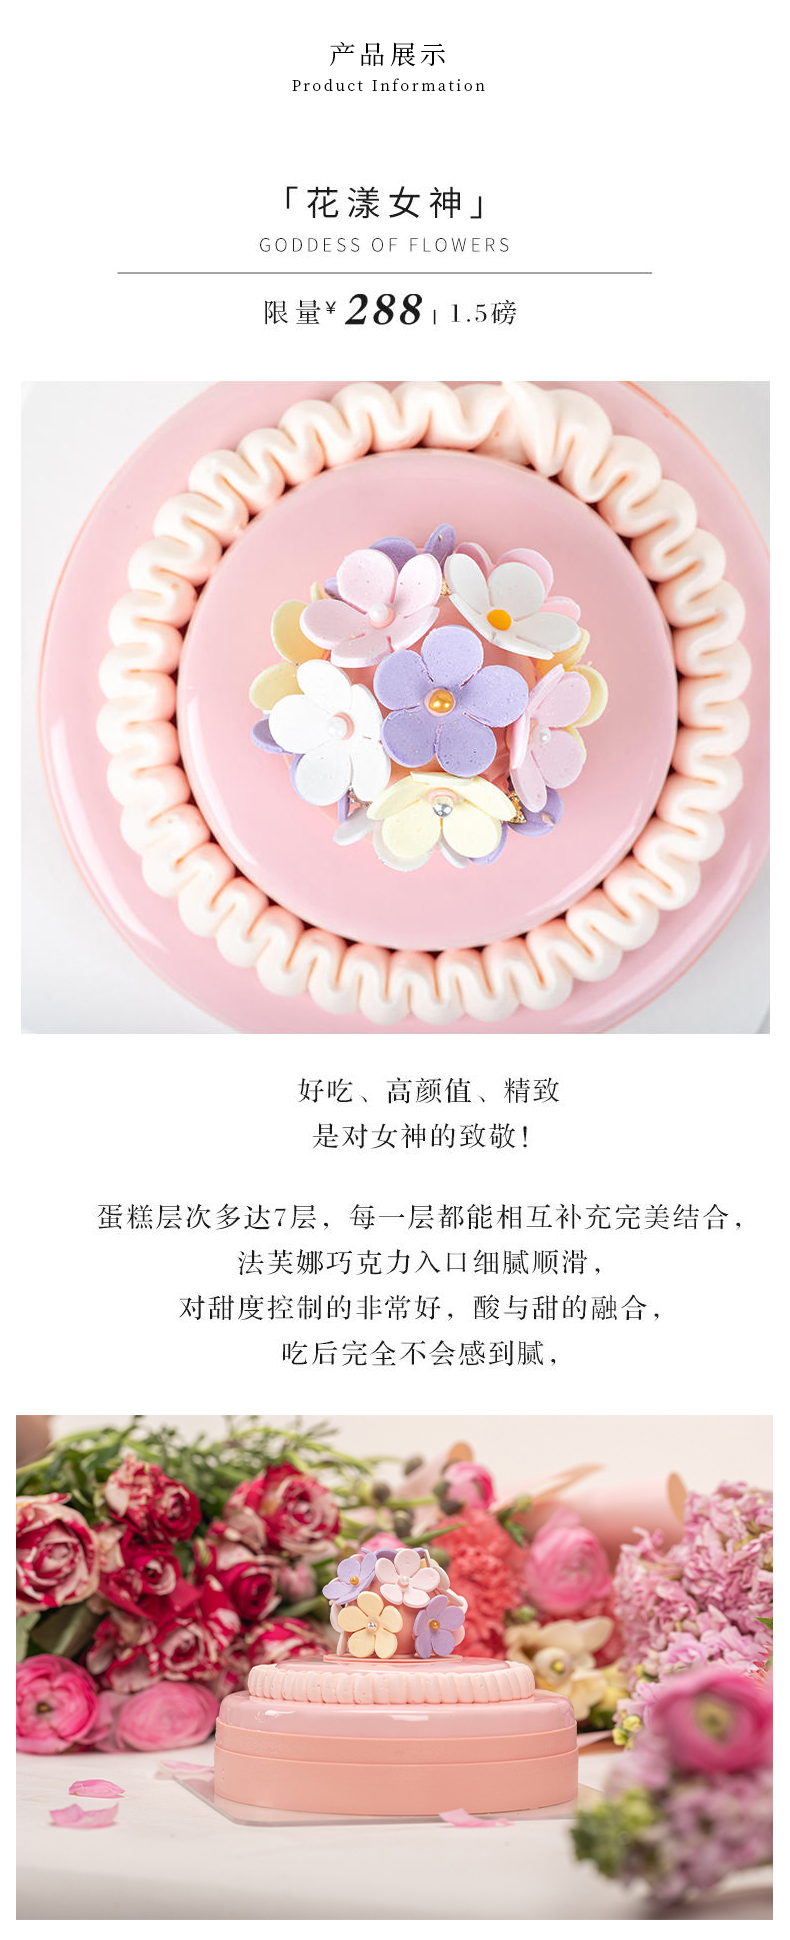 产品展示
Product Information
「花漾女神」
GODDESS OF FLOWERS
限量¥288 | 1.5磅
好吃、高颜值、精致
是对女神的致敬！
蛋糕层次多达7层，每一层都能相互补充完美结合，
法芙娜巧克力入口细腻顺滑，
对甜度控制的非常好，酸与甜的融合，
吃后完全不会感到腻，